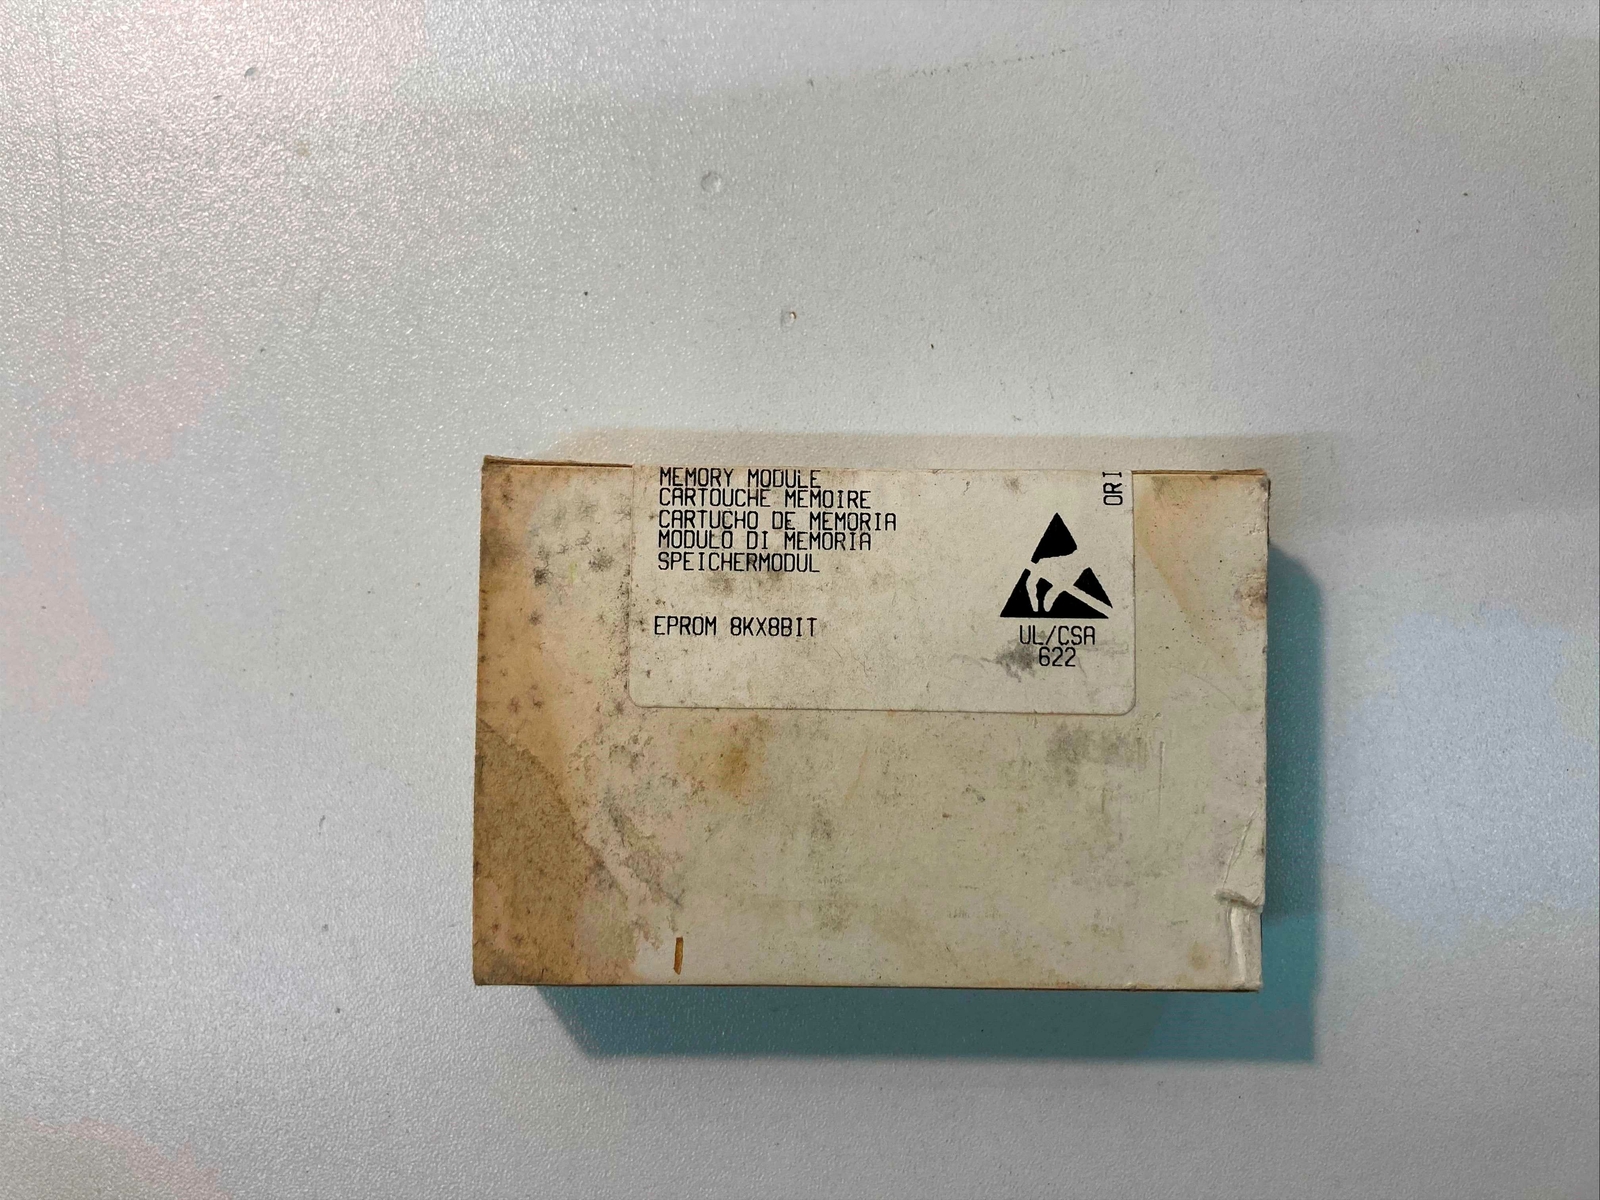 MEMORY MODULE
CARTOUCHE MEMOIRE
CARTUCHO DE MEMORIA
MODULO DI MEMORIA
SPEICHERMODUL
EPROM 8KX8BIT
ORI
UL/CSA
622